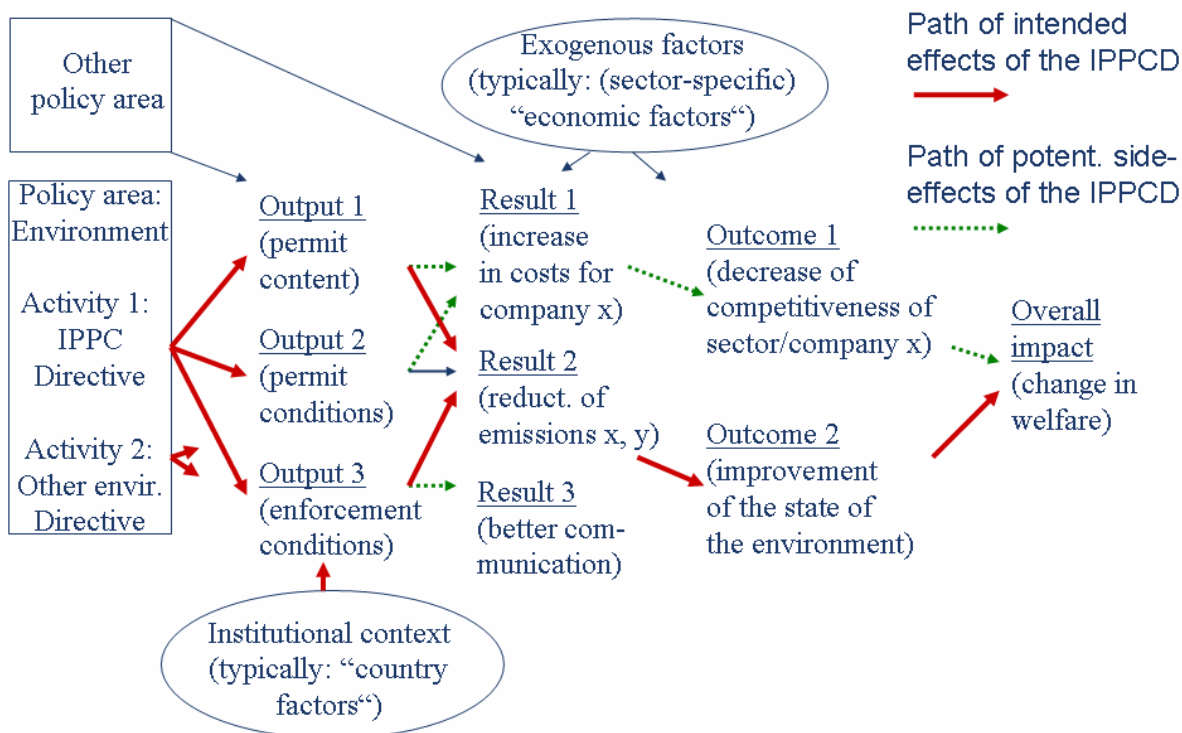 Other
policy area
Policy area:
Environment
Activity 1:
IPPC
Directive
Activity 2:
Other envir.
Directive
Output 1
(permit
content)
Output 2
(permit
conditions)
Output 3
(enforcement
conditions)
Institutional context
(typically: “country
factors“)
Exogenous factors
(typically: (sector-specific)
“economic factors“)
Result 1
(increase
in costs for
company x)
Result 2
(reduct. of
emissions x, y)
Result 3
(better com-
munication)
Outcome 1
(decrease of
competitiveness of
sector/company x)
Outcome 2
(improvement
of the state of
the environment)
Overall
impact
(change in
welfare)
Path of intended
effects of the IPPCD
Path of potent. side-
effects of the IPPCD